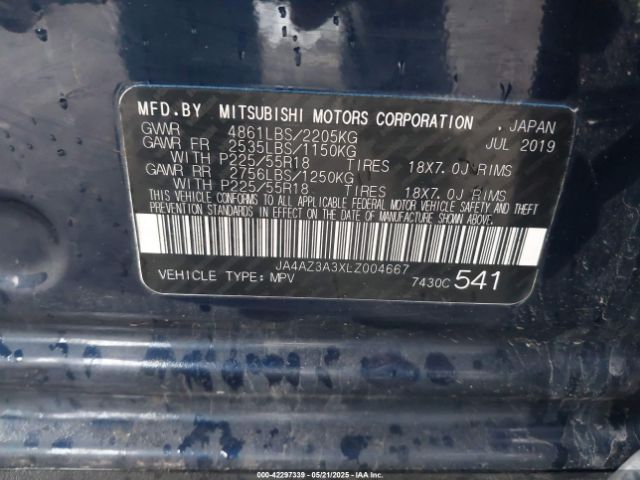 MFD.BY MITSUBISHI MOTORS CORPORATION , JAPAN
GVWR 4861LBS/2205KG JUL 2019
GAWR FR 2535LBS/1150KG
WITH P225/55R18 TIRES 18X7.0J RIMS
GAWR RR 2756LBS/1250KG
WITH P225/55R18 TIRES 18X7.0J RIMS
THIS VEHICLE CONFORMS TO ALL APPLICABLE FEDERAL MOTOR VEHICLE SAFETY AND THEFT
PREVENTION STANDARDS IN EFFECT ON THE DATE OF MANUFACTURE SHOWN ABOVE.
JA4AZ3A3XLZ004667
VEHICLE TYPE: MPV 7430C 541
000-42297339 - 05/21/2025 - IAAI.COM